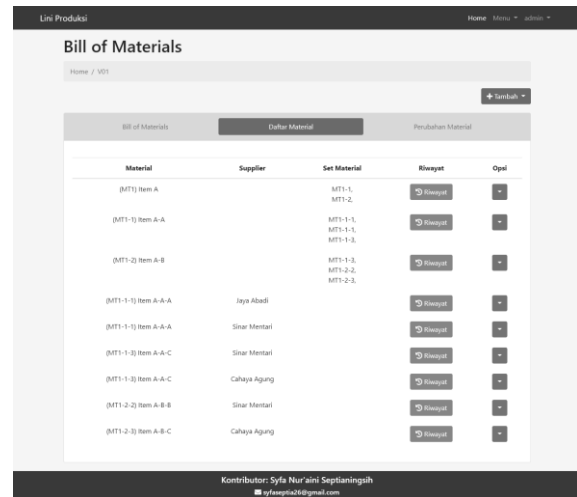 Lini Produksi Home Menu admin
Bill of Materials
Home / V01
+ Tambah
Bill of Materials Daftar Material Perubahan Material
Material Supplier Set Material Riwayat Opsi
(MT1) Item A MT1-1, Riwayat
MT1-2,
(MT1-1) Item A-A MT1-1-1, Riwayat
MT1-1-1,
MT1-1-3,
(MT1-2) Item A-B MT1-1-3, Riwayat
MT1-2-2,
MT1-2-3,
(MT1-1-1) Item A-A-A Jaya Abadi Riwayat
(MT1-1-1) Item A-A-A Sinar Mentari Riwayat
(MT1-1-3) Item A-A-C Sinar Mentari Riwayat
(MT1-1-3) Item A-A-C Cahaya Agung Riwayat
(MT1-2-2) Item A-B-B Sinar Mentari Riwayat
(MT1-2-3) Item A-B-C Cahaya Agung Riwayat
Kontributor: Syfa Nur'aini Septianingsih
syfaseptia26@gmail.com